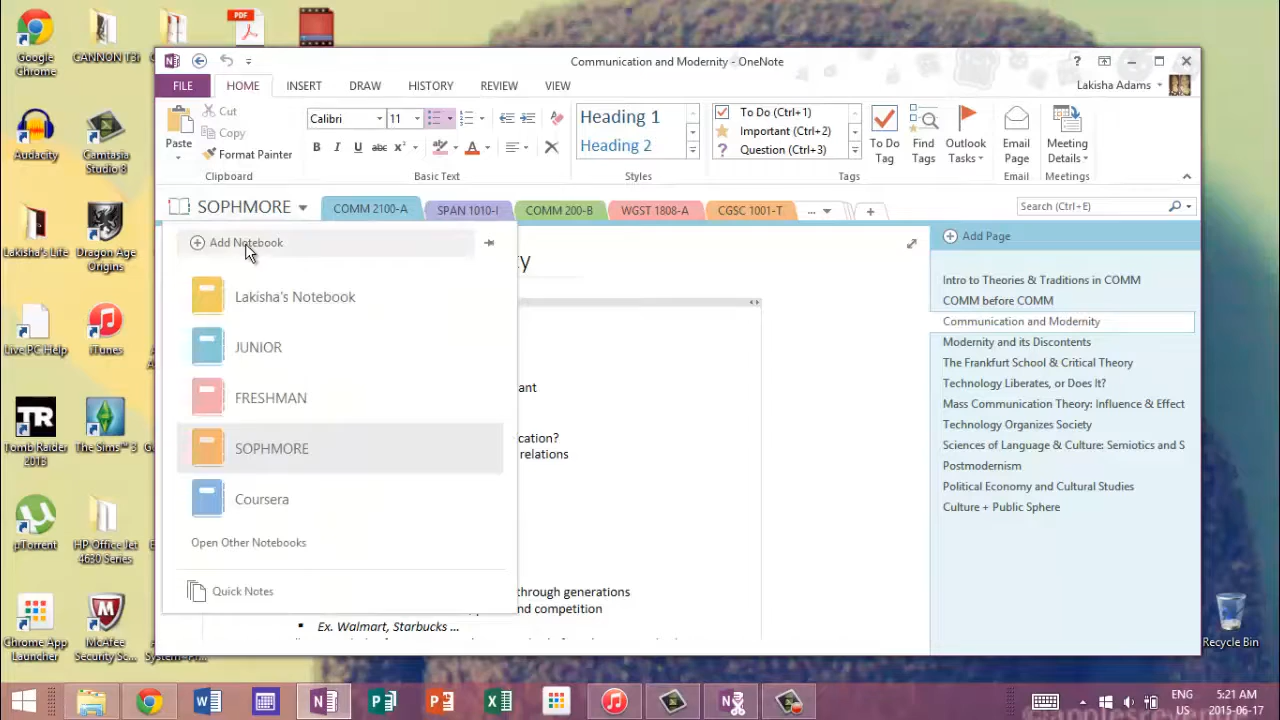 Google Chrome
CANNON T3i
PDF
Audacity
Camtasia Studio 8
Lakisha's Life
Dragon Age Origins
Live PC Help
iTunes
Tomb Raider 2013
The Sims™ 3
µTorrent
HP Office Jet 4630 Series
Chrome App Launcher
McAfee Security Sc...
Recycle Bin
Communication and Modernity - OneNote
FILE HOME INSERT DRAW HISTORY REVIEW VIEW
Lakisha Adams
Paste
Cut
Copy
Format Painter
Clipboard
Calibri 11
Basic Text
Heading 1
Heading 2
Styles
To Do (Ctrl+1)
Important (Ctrl+2)
Question (Ctrl+3)
To Do Tag
Find Tags
Tags
Outlook Tasks
Email Page
Email
Meeting Details
Meetings
SOPHMORE
COMM 2100-A SPAN 1010-I COMM 200-B WGST 1808-A CGSC 1001-T ...
Search (Ctrl+E)
Add Notebook
Lakisha's Notebook
JUNIOR
FRESHMAN
SOPHMORE
Coursera
Open Other Notebooks
Quick Notes
ty
ant
cation?
relations
through generations
nd competition
Ex. Walmart, Starbucks ...
Add Page
Intro to Theories & Traditions in COMM
COMM before COMM
Communication and Modernity
Modernity and its Discontents
The Frankfurt School & Critical Theory
Technology Liberates, or Does It?
Mass Communication Theory: Influence & Effect
Technology Organizes Society
Sciences of Language & Culture: Semiotics and S
Postmodernism
Political Economy and Cultural Studies
Culture + Public Sphere
ENG
US
5:21 AM
2015-06-17